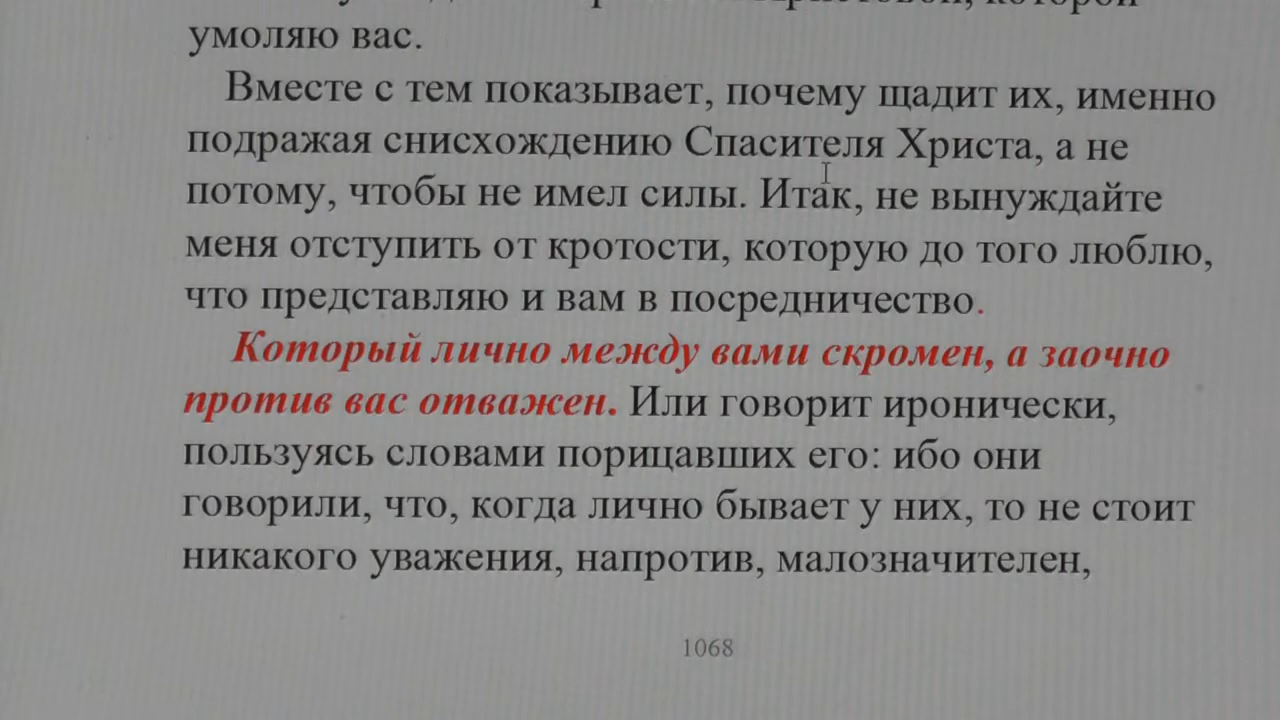 умоляю вас.
Вместе с тем показывает, почему щадит их, именно
подражая снисхождению Спасителя Христа, а не
потому, чтобы не имел силы. Итак, не вынуждайте
меня отступить от кротости, которую до того люблю,
что представляю и вам в посредничество.
Который лично между вами скромен, а заочно
против вас отважен. Или говорит иронически,
пользуясь словами порицавших его: ибо они
говорили, что, когда лично бывает у них, то не стоит
никакого уважения, напротив, малозначителен,
1068